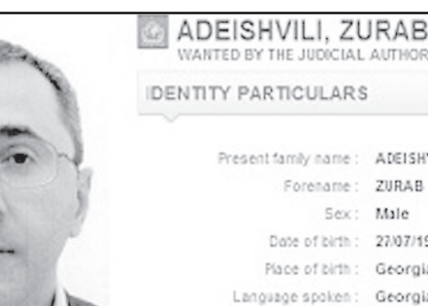 ADEISHVILI, ZURAB
WANTED BY THE JUDICIAL AUTHOR
IDENTITY PARTICULARS
Present family name : ADEISH
Forename : ZURAB
Sex : Male
Date of birth : 27/07/19
Place of birth : Georgia
Language spoken : Georgia